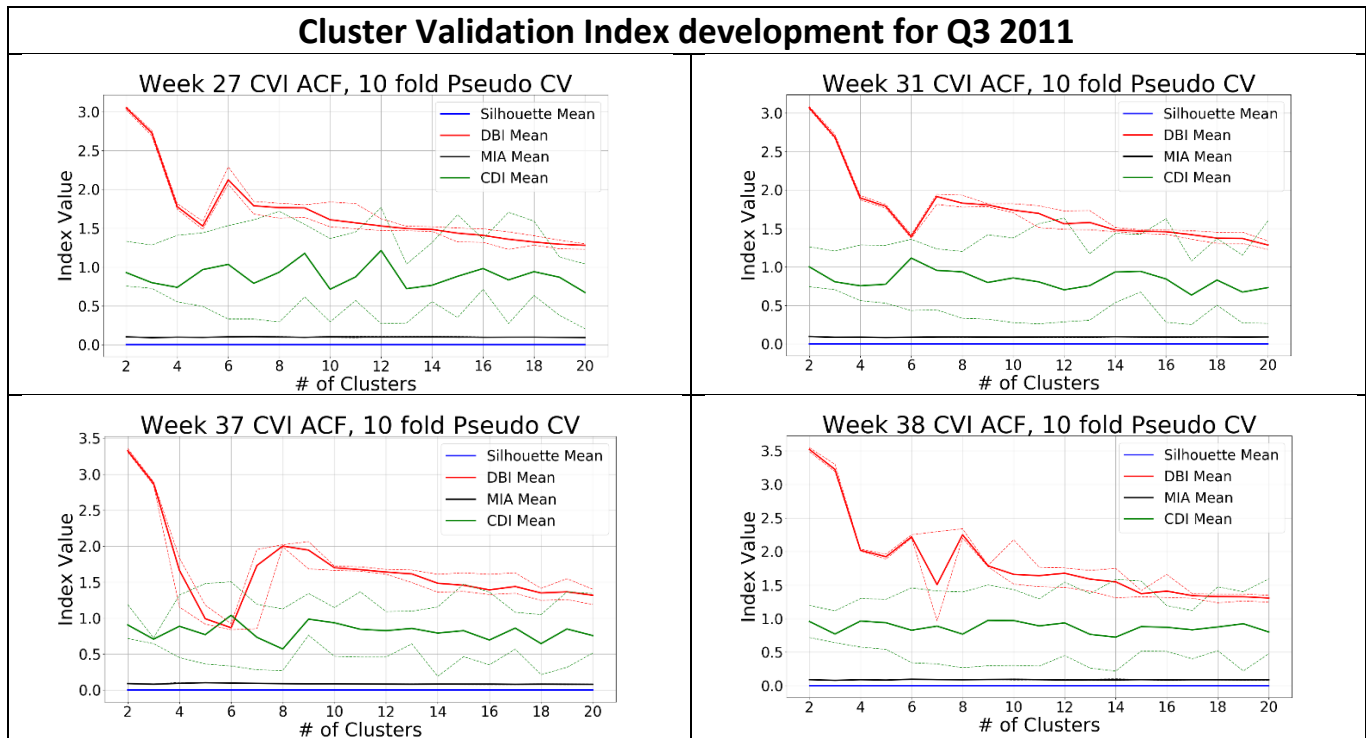 Cluster Validation Index development for Q3 2011
Week 27 CVI ACF, 10 fold Pseudo CV
Silhouette Mean
DBI Mean
MIA Mean
CDI Mean
Index Value
3.0
2.5
2.0
1.5
1.0
0.5
0.0
2 4 6 8 10 12 14 16 18 20
# of Clusters
Week 31 CVI ACF, 10 fold Pseudo CV
Silhouette Mean
DBI Mean
MIA Mean
CDI Mean
Index Value
3.0
2.5
2.0
1.5
1.0
0.5
0.0
2 4 6 8 10 12 14 16 18 20
# of Clusters
Week 37 CVI ACF, 10 fold Pseudo CV
Silhouette Mean
DBI Mean
MIA Mean
CDI Mean
Index Value
3.5
3.0
2.5
2.0
1.5
1.0
0.5
0.0
2 4 6 8 10 12 14 16 18 20
# of Clusters
Week 38 CVI ACF, 10 fold Pseudo CV
Silhouette Mean
DBI Mean
MIA Mean
CDI Mean
Index Value
3.5
3.0
2.5
2.0
1.5
1.0
0.5
0.0
2 4 6 8 10 12 14 16 18 20
# of Clusters